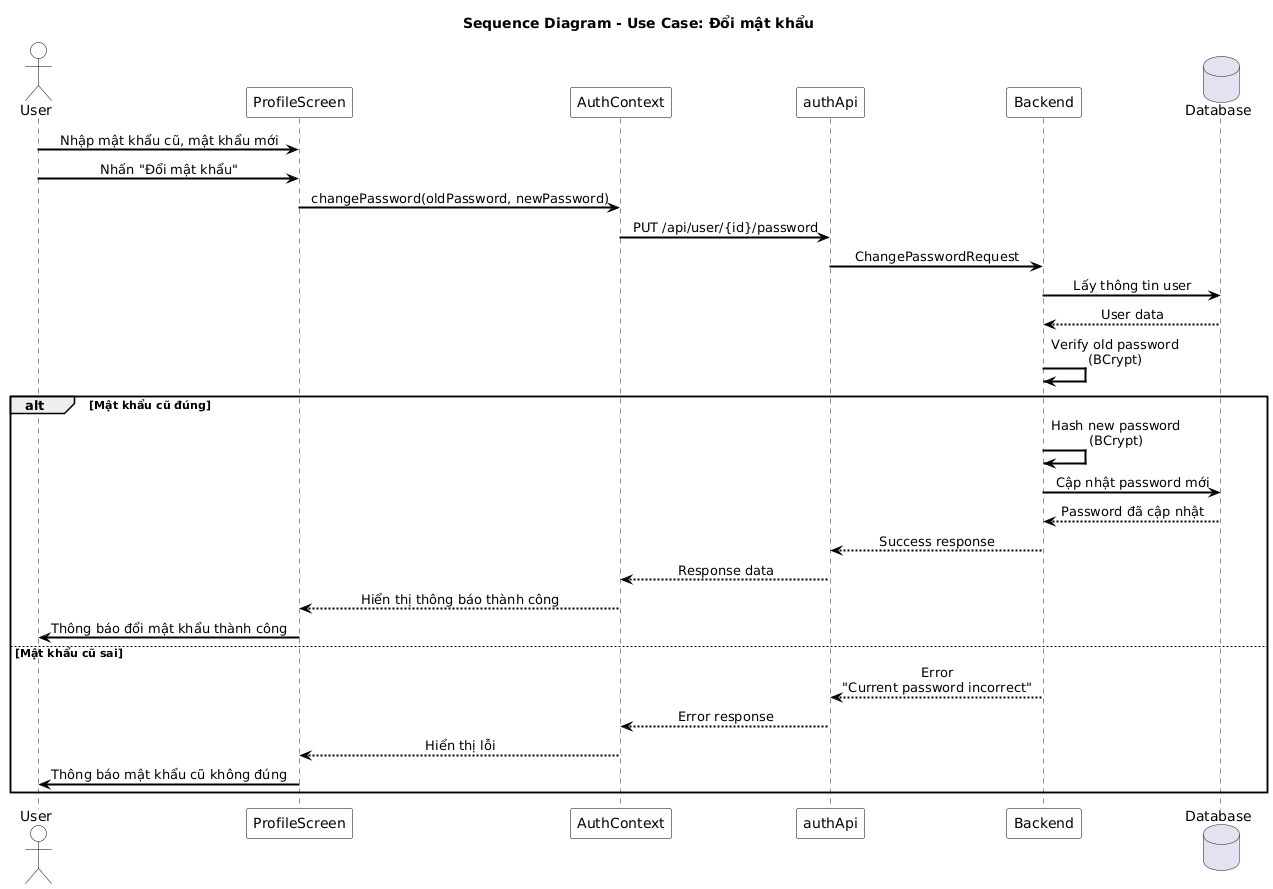 Sequence Diagram - Use Case: Đổi mật khẩu
User
ProfileScreen
AuthContext
authApi
Backend
Database
Nhập mật khẩu cũ, mật khẩu mới
Nhấn "Đổi mật khẩu"
changePassword(oldPassword, newPassword)
PUT /api/user/{id}/password
ChangePasswordRequest
Lấy thông tin user
User data
Verify old password
(BCrypt)
alt
[Mật khẩu cũ đúng]
Hash new password
(BCrypt)
Cập nhật password mới
Password đã cập nhật
Success response
Response data
Hiển thị thông báo thành công
Thông báo đổi mật khẩu thành công
[Mật khẩu cũ sai]
Error
"Current password incorrect"
Error response
Hiển thị lỗi
Thông báo mật khẩu cũ không đúng
User
ProfileScreen
AuthContext
authApi
Backend
Database